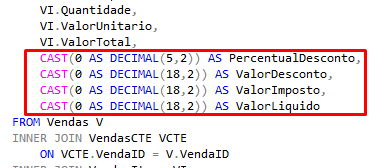 VI.Quantidade,
VI.ValorUnitario,
VI.ValorTotal,
CAST(0 AS DECIMAL(5,2)) AS PercentualDesconto,
CAST(0 AS DECIMAL(18,2)) AS ValorDesconto,
CAST(0 AS DECIMAL(18,2)) AS ValorImposto,
CAST(0 AS DECIMAL(18,2)) AS ValorLiquido
FROM Vendas V
INNER JOIN VendasCTE VCTE
ON VCTE.VendaID = V.VendaID